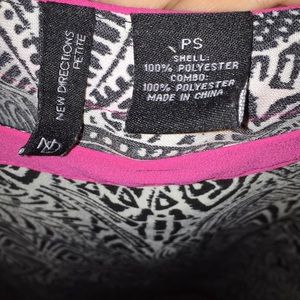 NEW DIRECTIONS
PETITE
ND
PS
SHELL:
100% POLYESTER
COMBO:
100% POLYESTER
MADE IN CHINA